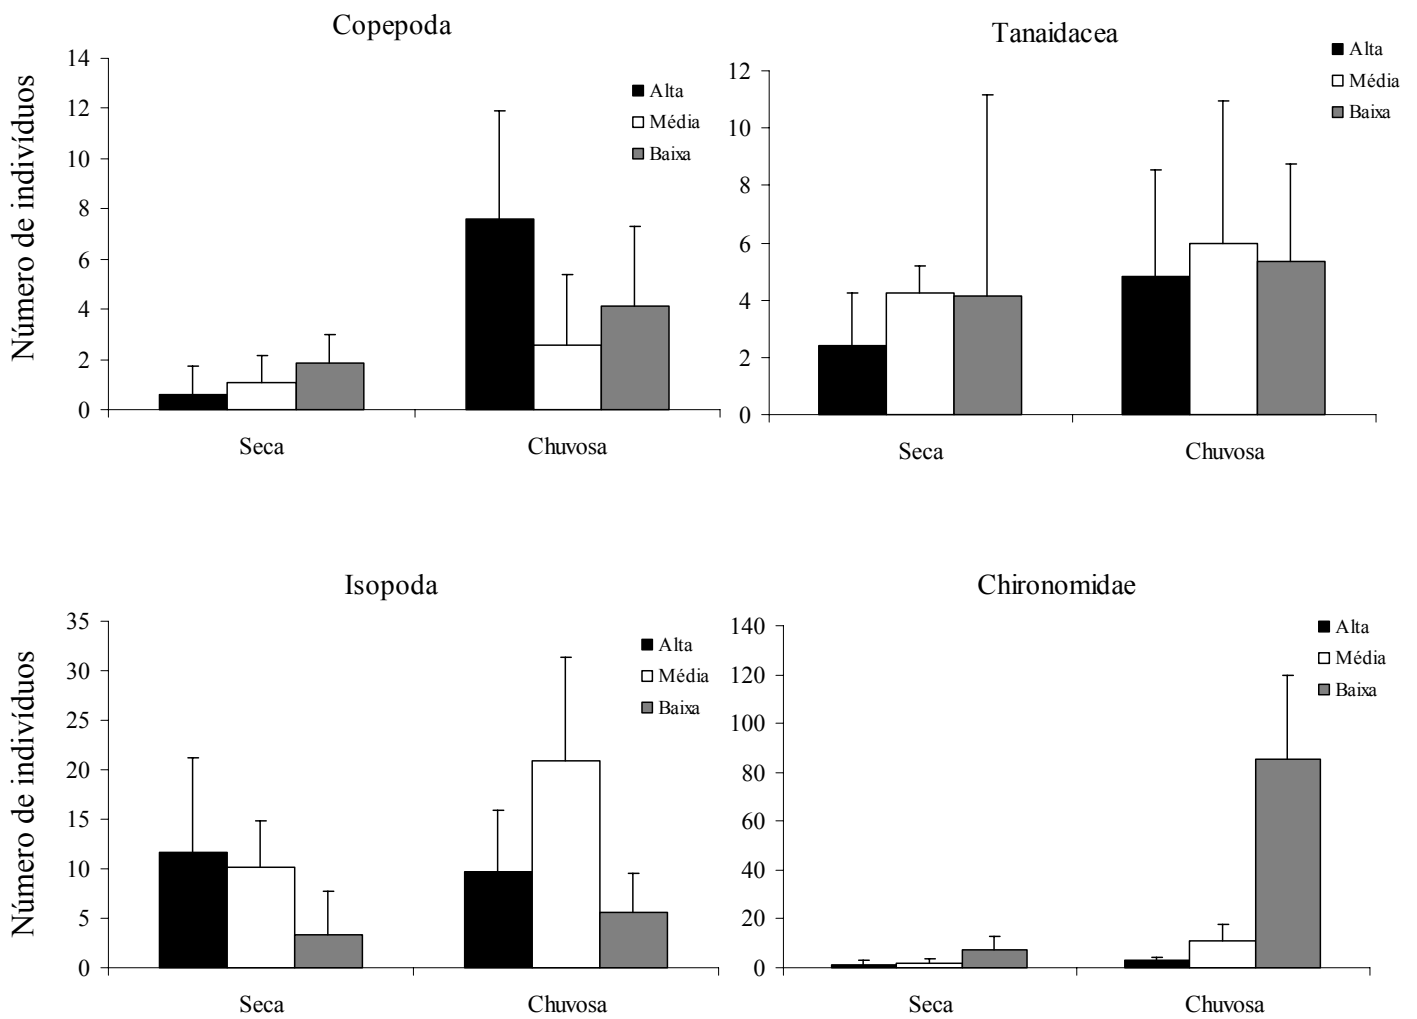 Copepoda
Número de indivíduos
14
12
10
8
6
4
2
0
Alta
Média
Baixa
Seca
Chuvosa
Tanaidacea
12
10
8
6
4
2
0
Alta
Média
Baixa
Seca
Chuvosa
Isopoda
Número de indivíduos
35
30
25
20
15
10
5
0
Alta
Média
Baixa
Seca
Chuvosa
Chironomidae
140
120
100
80
60
40
20
0
Alta
Média
Baixa
Seca
Chuvosa